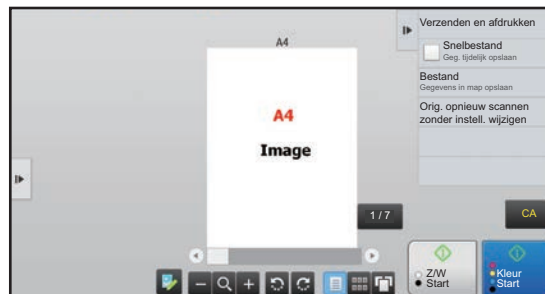 A4
A4
Image
1 / 7
Verzenden en afdrukken
Snelbestand
Geg. tijdelijk opslaan
Bestand
Gegevens in map opslaan
Orig. opnieuw scannen
zonder instell. wijzigen
CA
Z/W
Start
Kleur
Start